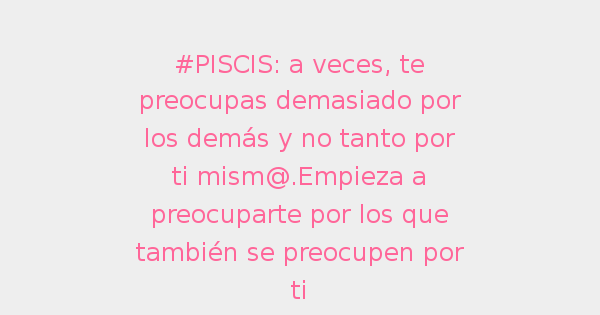 #PISCIS: a veces, te
preocupas demasiado por
los demás y no tanto por
ti mism@.Empieza a
preocuparte por los que
también se preocupen por
ti